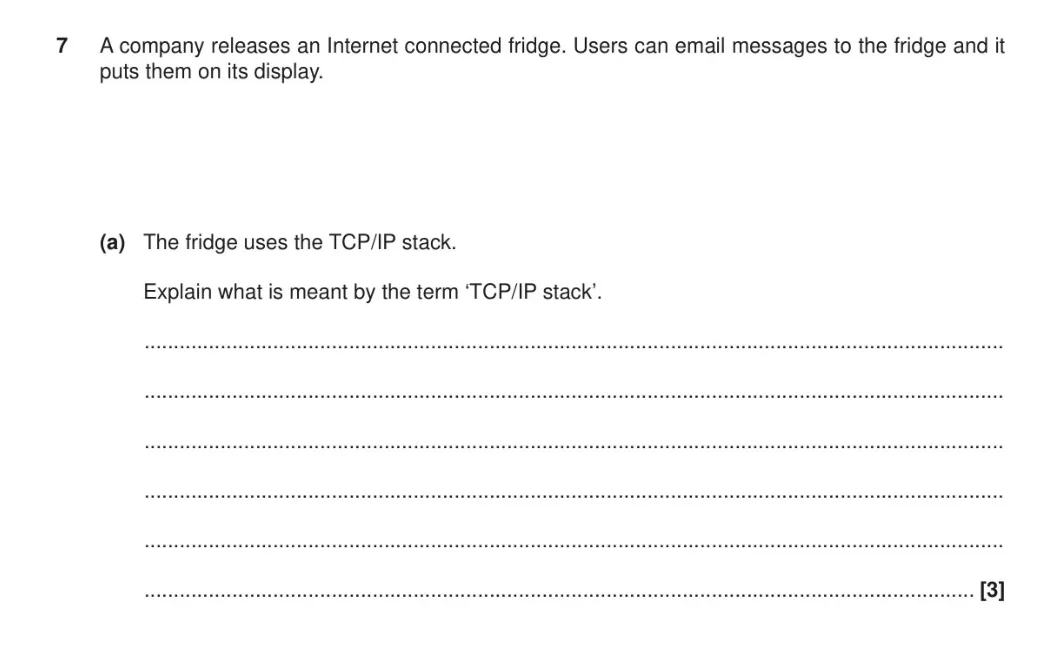 7 A company releases an Internet connected fridge. Users can email messages to the fridge and it
puts them on its display.
(a) The fridge uses the TCP/IP stack.
Explain what is meant by the term ‘TCP/IP stack’.
..........................................................................................................................................................
..........................................................................................................................................................
..........................................................................................................................................................
..........................................................................................................................................................
..........................................................................................................................................................
.................................................................................................................................................... [3]